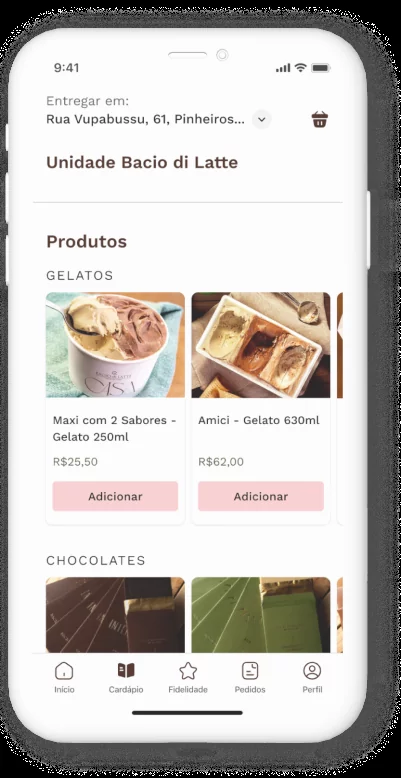 9:41
Entregar em:
Rua Vupabussu, 61, Pinheiros...
Unidade Bacio di Latte
Produtos
GELATOS
Maxi com 2 Sabores -
Gelato 250ml
R$25,50
Adicionar
Amici - Gelato 630ml
R$62,00
Adicionar
CHOCOLATES
Início
Cardápio
Fidelidade
Pedidos
Perfil